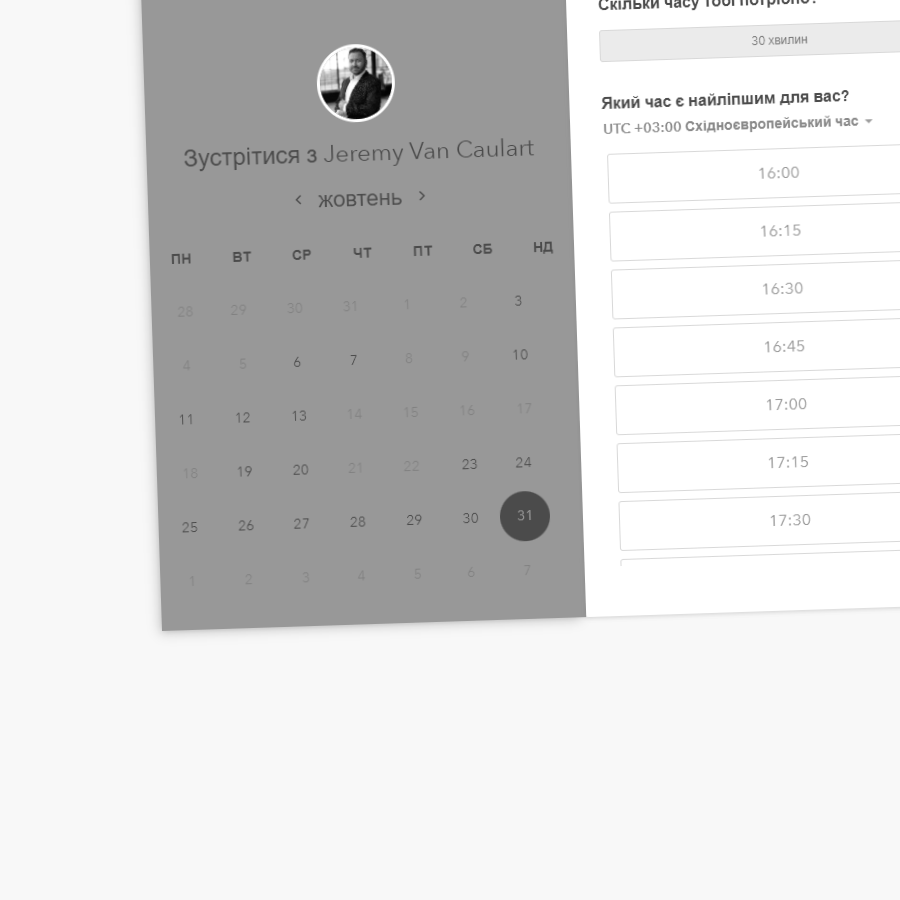 Зустрітися з Jeremy Van Caulart
жовтень
ПН ВТ СР ЧТ ПТ СБ НД
28 29 30 31 1 2 3
4 5 6 7 8 9 10
11 12 13 14 15 16 17
18 19 20 21 22 23 24
25 26 27 28 29 30 31
1 2 3 4 5 6 7
Скільки часу тобі потрібно?
30 хвилин
Який час є найліпшим для вас?
UTC +03:00 Східноєвропейський час
16:00
16:15
16:30
16:45
17:00
17:15
17:30